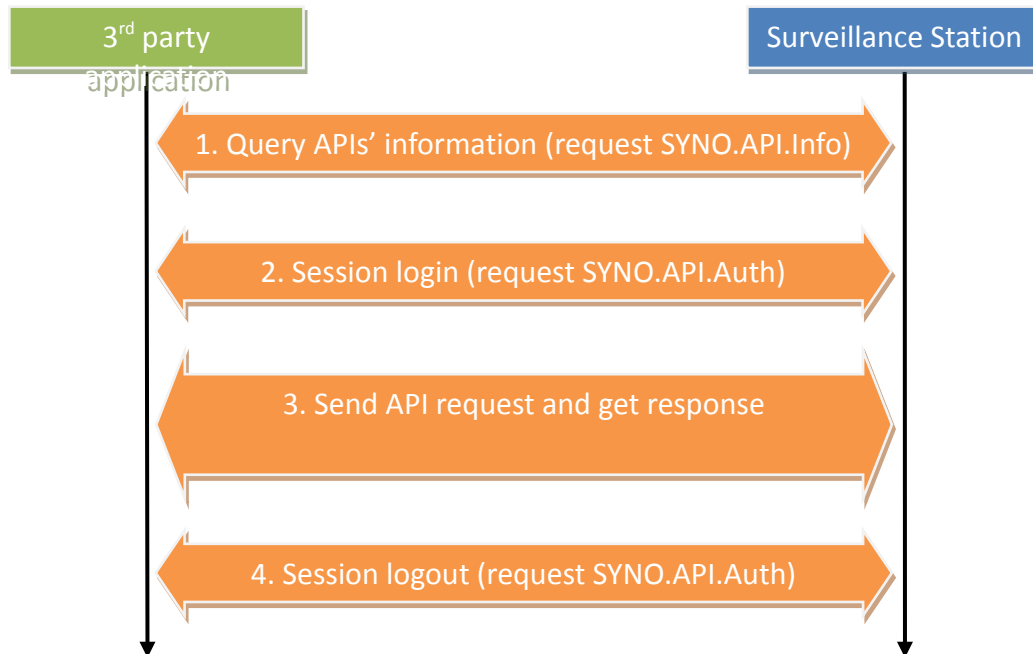 3rd party
application
Surveillance Station
1. Query APIs’ information (request SYNO.API.Info)
2. Session login (request SYNO.API.Auth)
3. Send API request and get response
4. Session logout (request SYNO.API.Auth)